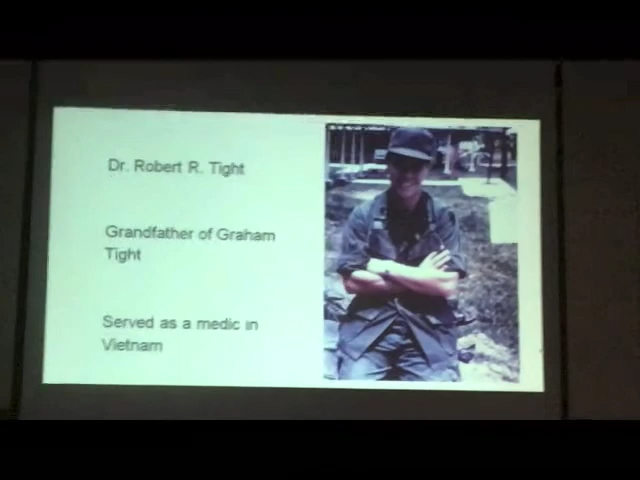 Dr. Robert R. Tight
Grandfather of Graham
Tight
Served as a medic in
Vietnam